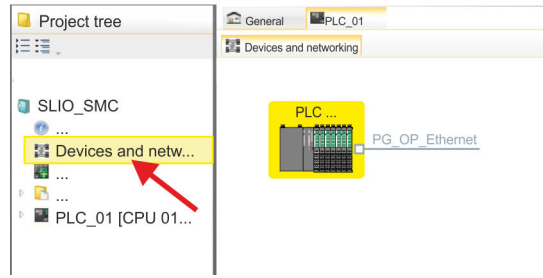 Project tree
SLIO_SMC
...
Devices and netw...
...
...
PLC_01 [CPU 01...
General
PLC_01
Devices and networking
PLC ...
PG_OP_Ethernet